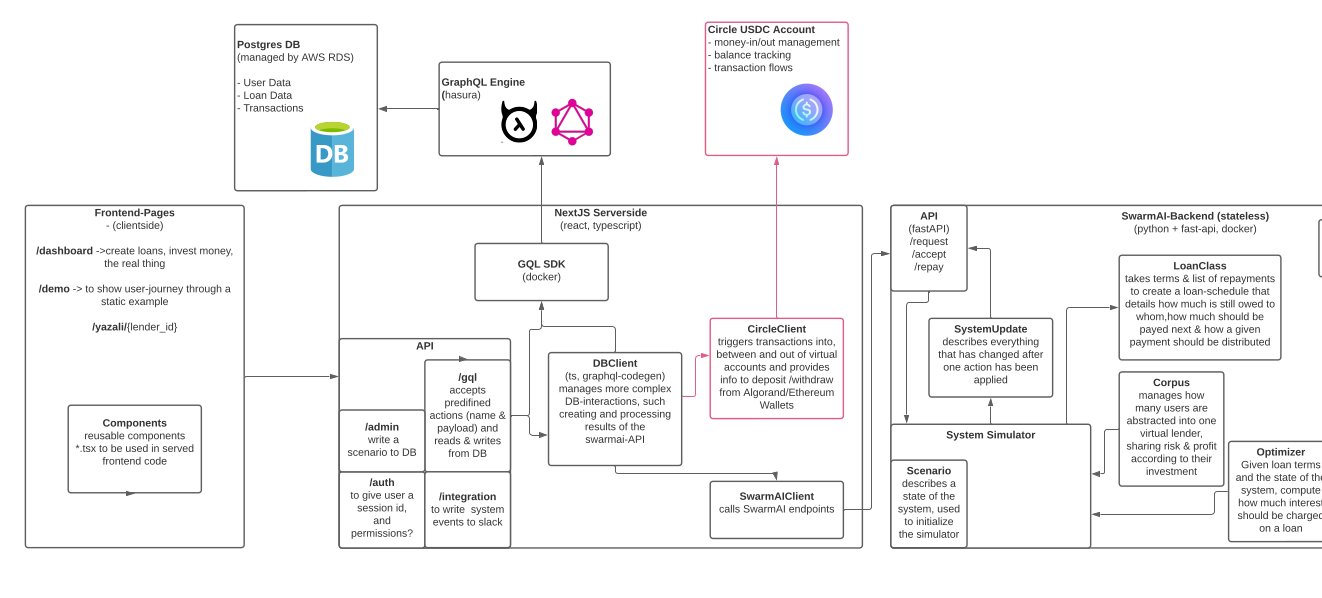 Postgres DB
(managed by AWS RDS)
- User Data
- Loan Data
- Transactions
DB
GraphQL Engine
(hasura)
Circle USDC Account
- money-in/out management
- balance tracking
- transaction flows
Frontend-Pages
- (clientside)
/dashboard ->create loans, invest money,
the real thing
/demo -> to show user-journey through a
static example
/yazali/{lender_id}
Components
reusable components
*.tsx to be used in served
frontend code
NextJS Serverside
(react, typescript)
GQL SDK
(docker)
API
/gql
accepts
predifined
actions (name &
payload) and
reads & writes
from DB
/admin
write a
scenario to DB
/auth
to give user a
session id,
and
permissions?
/integration
to write system
events to slack
DBClient
(ts, graphql-codegen)
manages more complex
DB-interactions, such
creating and processing
results of the
swarmai-API
CircleClient
triggers transactions into,
between and out of virtual
accounts and provides
info to deposit /withdraw
from Algorand/Ethereum
Wallets
SwarmAIClient
calls SwarmAI endpoints
SwarmAI-Backend (stateless)
(python + fast-api, docker)
API
(fastAPI)
/request
/accept
/repay
LoanClass
takes terms & list of repayments
to create a loan-schedule that
details how much is still owed to
whom,how much should be
payed next & how a given
payment should be distributed
SystemUpdate
describes everything
that has changed after
one action has been
applied
Corpus
manages how
many users are
abstracted into one
virtual lender,
sharing risk & profit
according to their
investment
System Simulator
Scenario
describes a
state of the
system, used
to initialize
the simulator
Optimizer
Given loan terms
and the state of the
system, compute
how much interest
should be charged
on a loan